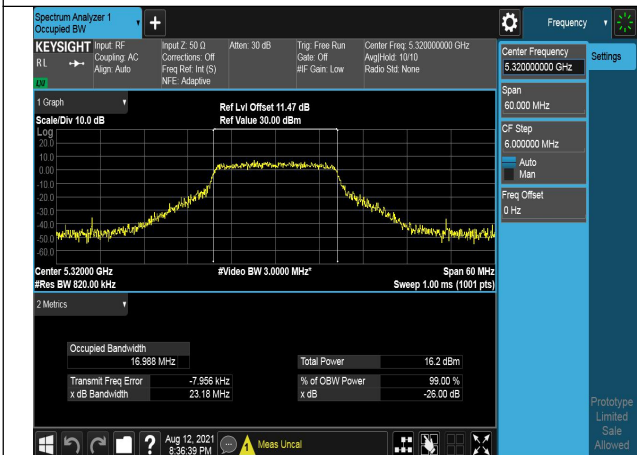 Spectrum Analyzer 1
Occupied BW
Frequency
KEYSIGHT
Input: RF
Coupling: AC
Align: Auto
Input Z: 50 Ω
Corrections: Off
Freq Ref: Int (S)
NFE: Adaptive
Atten: 30 dB
Trig: Free Run
Gate: Off
#IF Gain: Low
Center Freq: 5.320000000 GHz
Avg|Hold: 10/10
Radio Std: None
R L
LXI
Center Frequency
5.320000000 GHz
Settings
Span
60.000 MHz
CF Step
6.000000 MHz
Auto
Man
Freq Offset
0 Hz
1 Graph
Scale/Div 10.0 dB
Ref Lvl Offset 11.47 dB
Ref Value 30.00 dBm
Log
20.0
10.0
0.00
-10.0
-20.0
-30.0
-40.0
-50.0
-60.0
Center 5.32000 GHz
#Video BW 3.0000 MHz*
Span 60 MHz
#Res BW 820.00 kHz
Sweep 1.00 ms (1001 pts)
2 Metrics
Occupied Bandwidth
16.988 MHz
Total Power 16.2 dBm
Transmit Freq Error -7.956 kHz
% of OBW Power 99.00 %
x dB Bandwidth 23.18 MHz
x dB -26.00 dB
Prototype
Limited
Sale
Allowed
Aug 12, 2021
8:36:39 PM
Meas Uncal